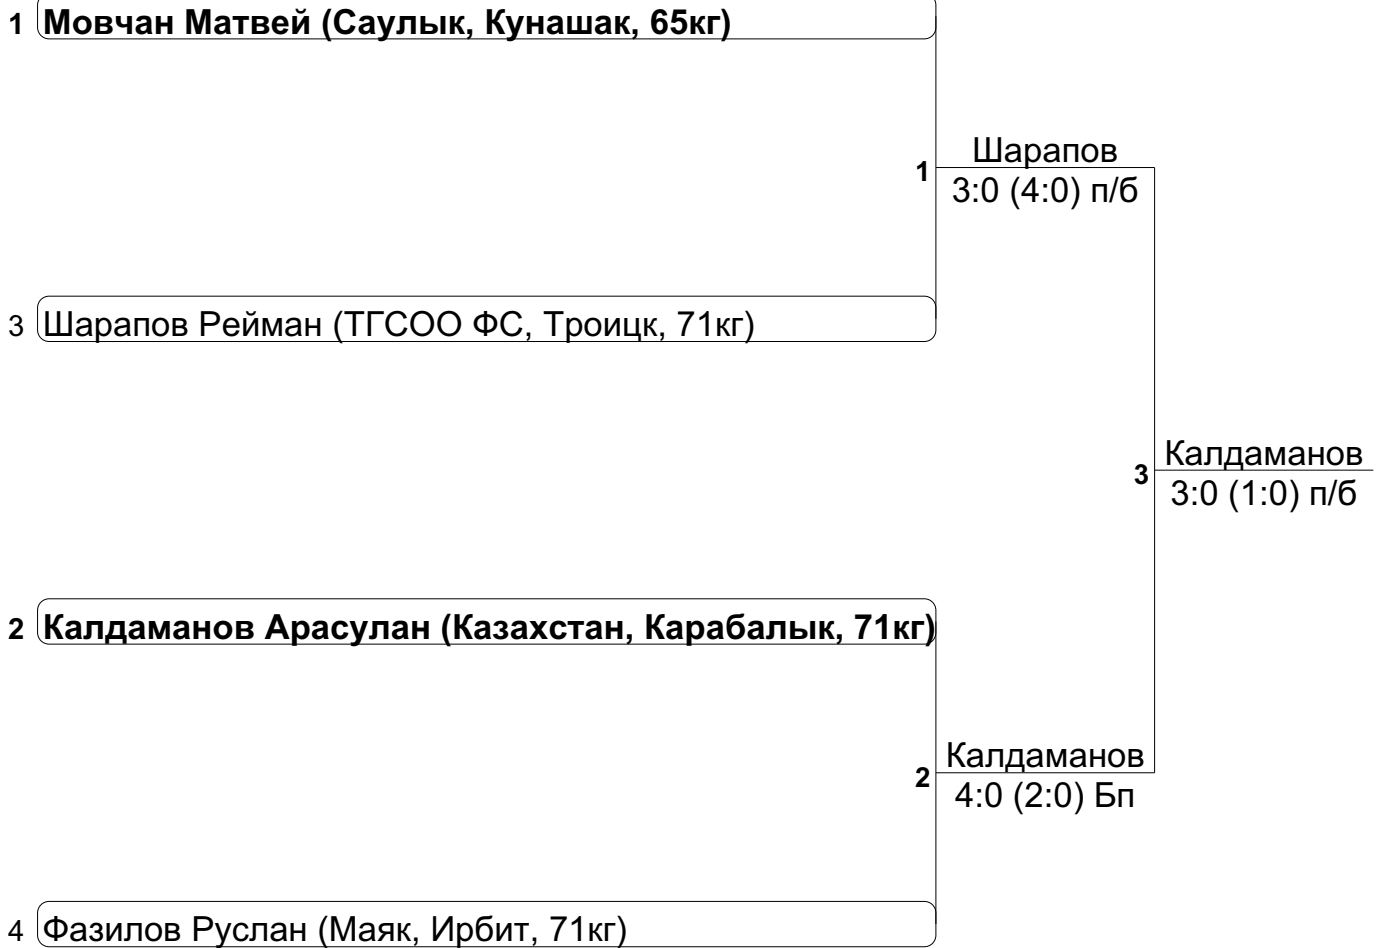 1 Мовчан Матвей (Саулык, Кунашак, 65кг)
1 Шарапов
3:0 (4:0) п/б
3 Шарапов Рейман (ТГСОО ФС, Троицк, 71кг)
3 Калдаманов
3:0 (1:0) п/б
2 Калдаманов Арасулан (Казахстан, Карабалык, 71кг)
2 Калдаманов
4:0 (2:0) Бп
4 Фазилов Руслан (Маяк, Ирбит, 71кг)